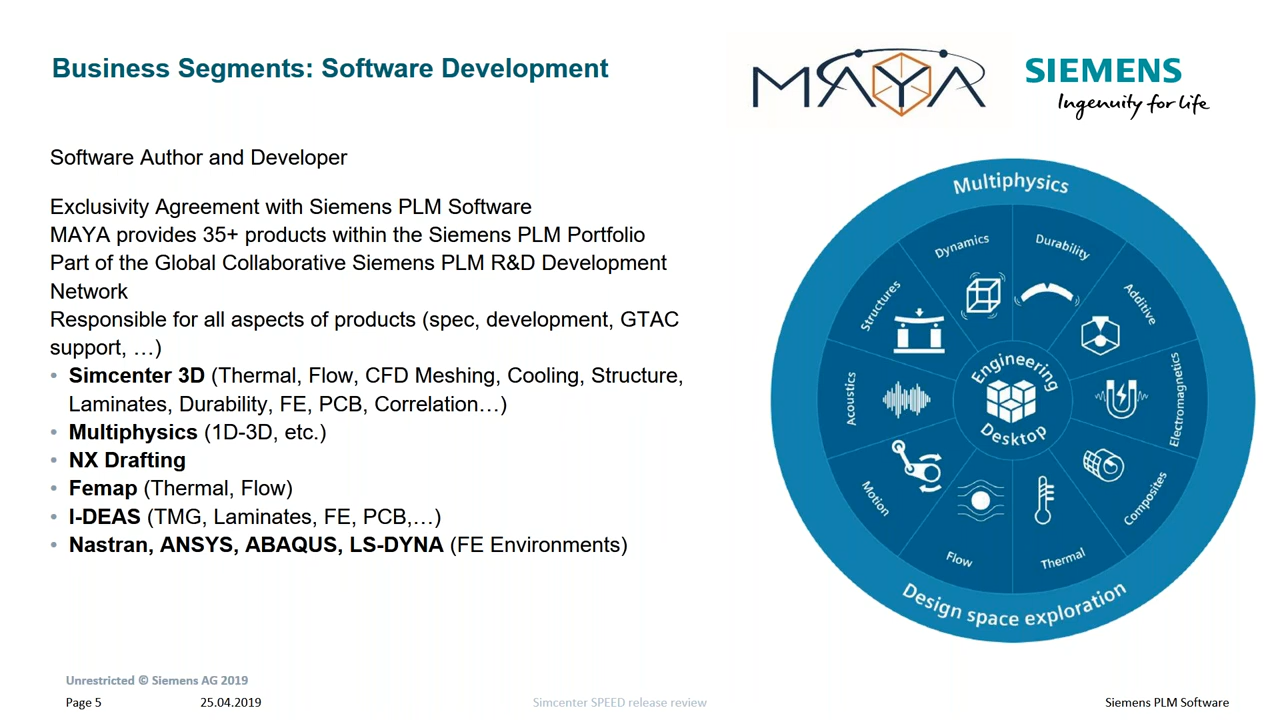 Business Segments: Software Development
MAYA
SIEMENS
Ingenuity for life
Software Author and Developer
Exclusivity Agreement with Siemens PLM Software
MAYA provides 35+ products within the Siemens PLM Portfolio
Part of the Global Collaborative Siemens PLM R&D Development
Network
Responsible for all aspects of products (spec, development, GTAC
support, …)
• Simcenter 3D (Thermal, Flow, CFD Meshing, Cooling, Structure,
Laminates, Durability, FE, PCB, Correlation…)
• Multiphysics (1D-3D, etc.)
• NX Drafting
• Femap (Thermal, Flow)
• I-DEAS (TMG, Laminates, FE, PCB,…)
• Nastran, ANSYS, ABAQUS, LS-DYNA (FE Environments)
Multiphysics
Dynamics
Durability
Structures
Additive
Acoustics
Engineering
Desktop
Electromagnetics
Motion
Composites
Flow
Thermal
Design space exploration
Unrestricted © Siemens AG 2019
Page 5
25.04.2019
Simcenter SPEED release review
Siemens PLM Software